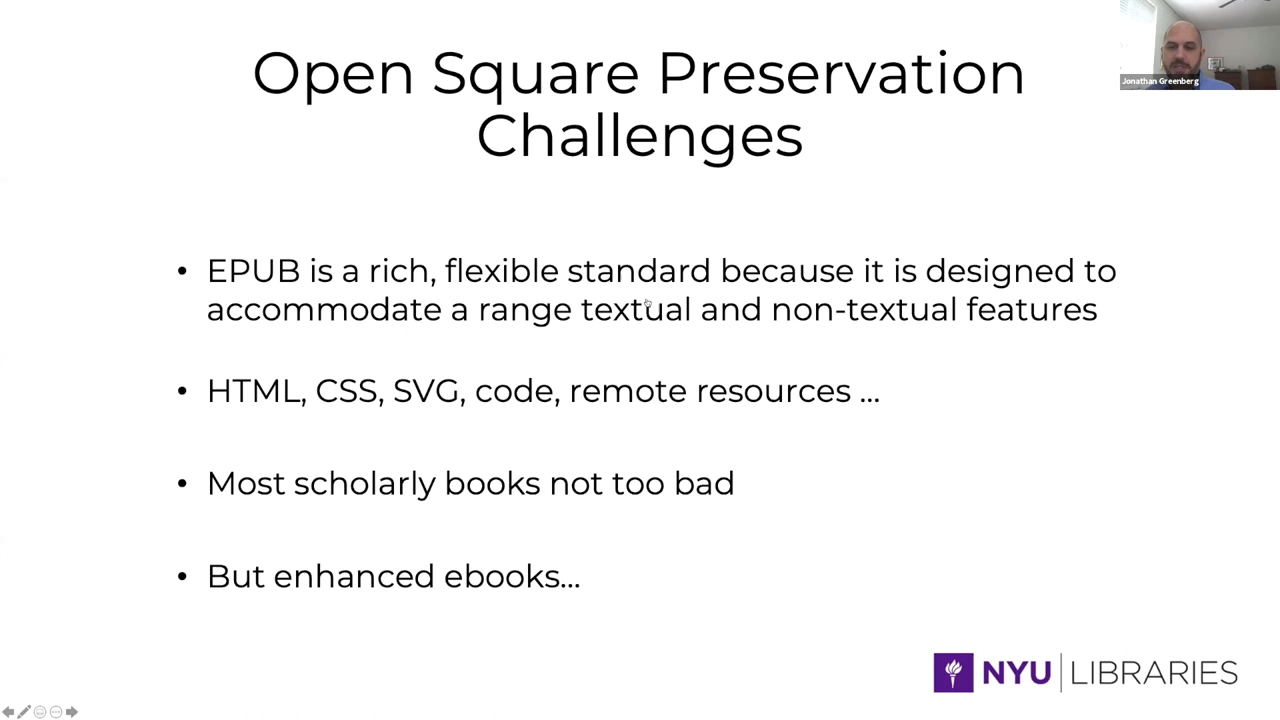 Open Square Preservation
Challenges
Jonathan Greenberg
• EPUB is a rich, flexible standard because it is designed to
accommodate a range textual and non-textual features
• HTML, CSS, SVG, code, remote resources ...
• Most scholarly books not too bad
• But enhanced ebooks...
NYU LIBRARIES